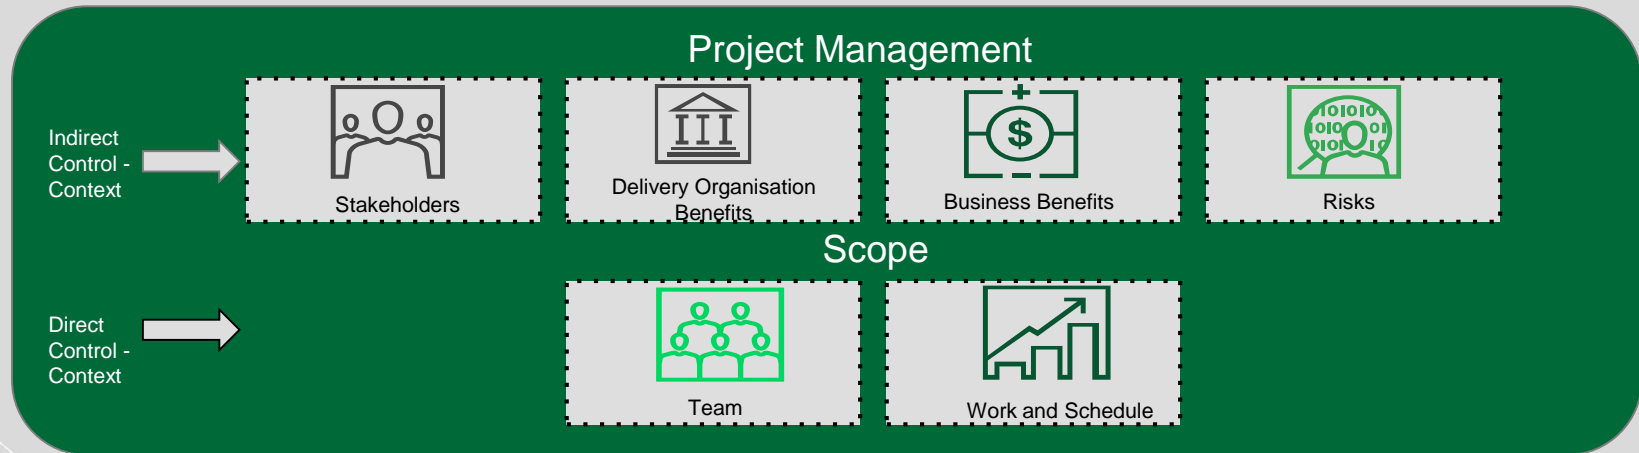 Project Management
Indirect
Control -
Context
Stakeholders
Delivery Organisation
Benefits
$
Business Benefits
Risks
Scope
Direct
Control -
Context
Team
Work and Schedule